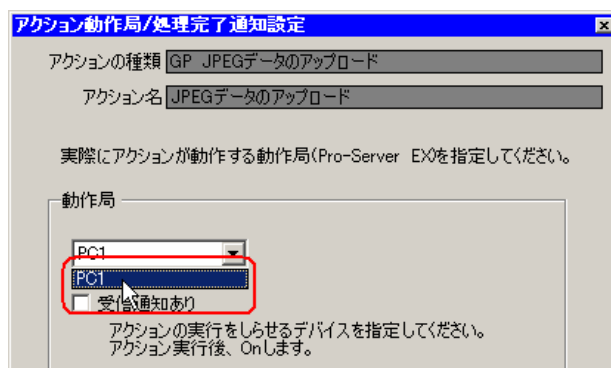 アクション動作局/処理完了通知設定
アクションの種類 GP JPEGデータのアップロード
アクション名 JPEGデータのアップロード
実際にアクションが動作する動作局(Pro-Server EX)を指定してください。
動作局
PC1
PC1
受信通知あり
アクションの実行をしらせるデバイスを指定してください。
アクション実行後、Onします。